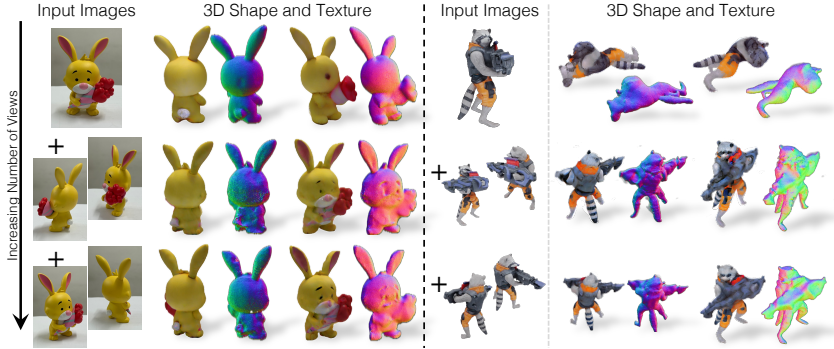 Input Images
3D Shape and Texture
Input Images
3D Shape and Texture
Increasing Number of Views
+
+
+
+